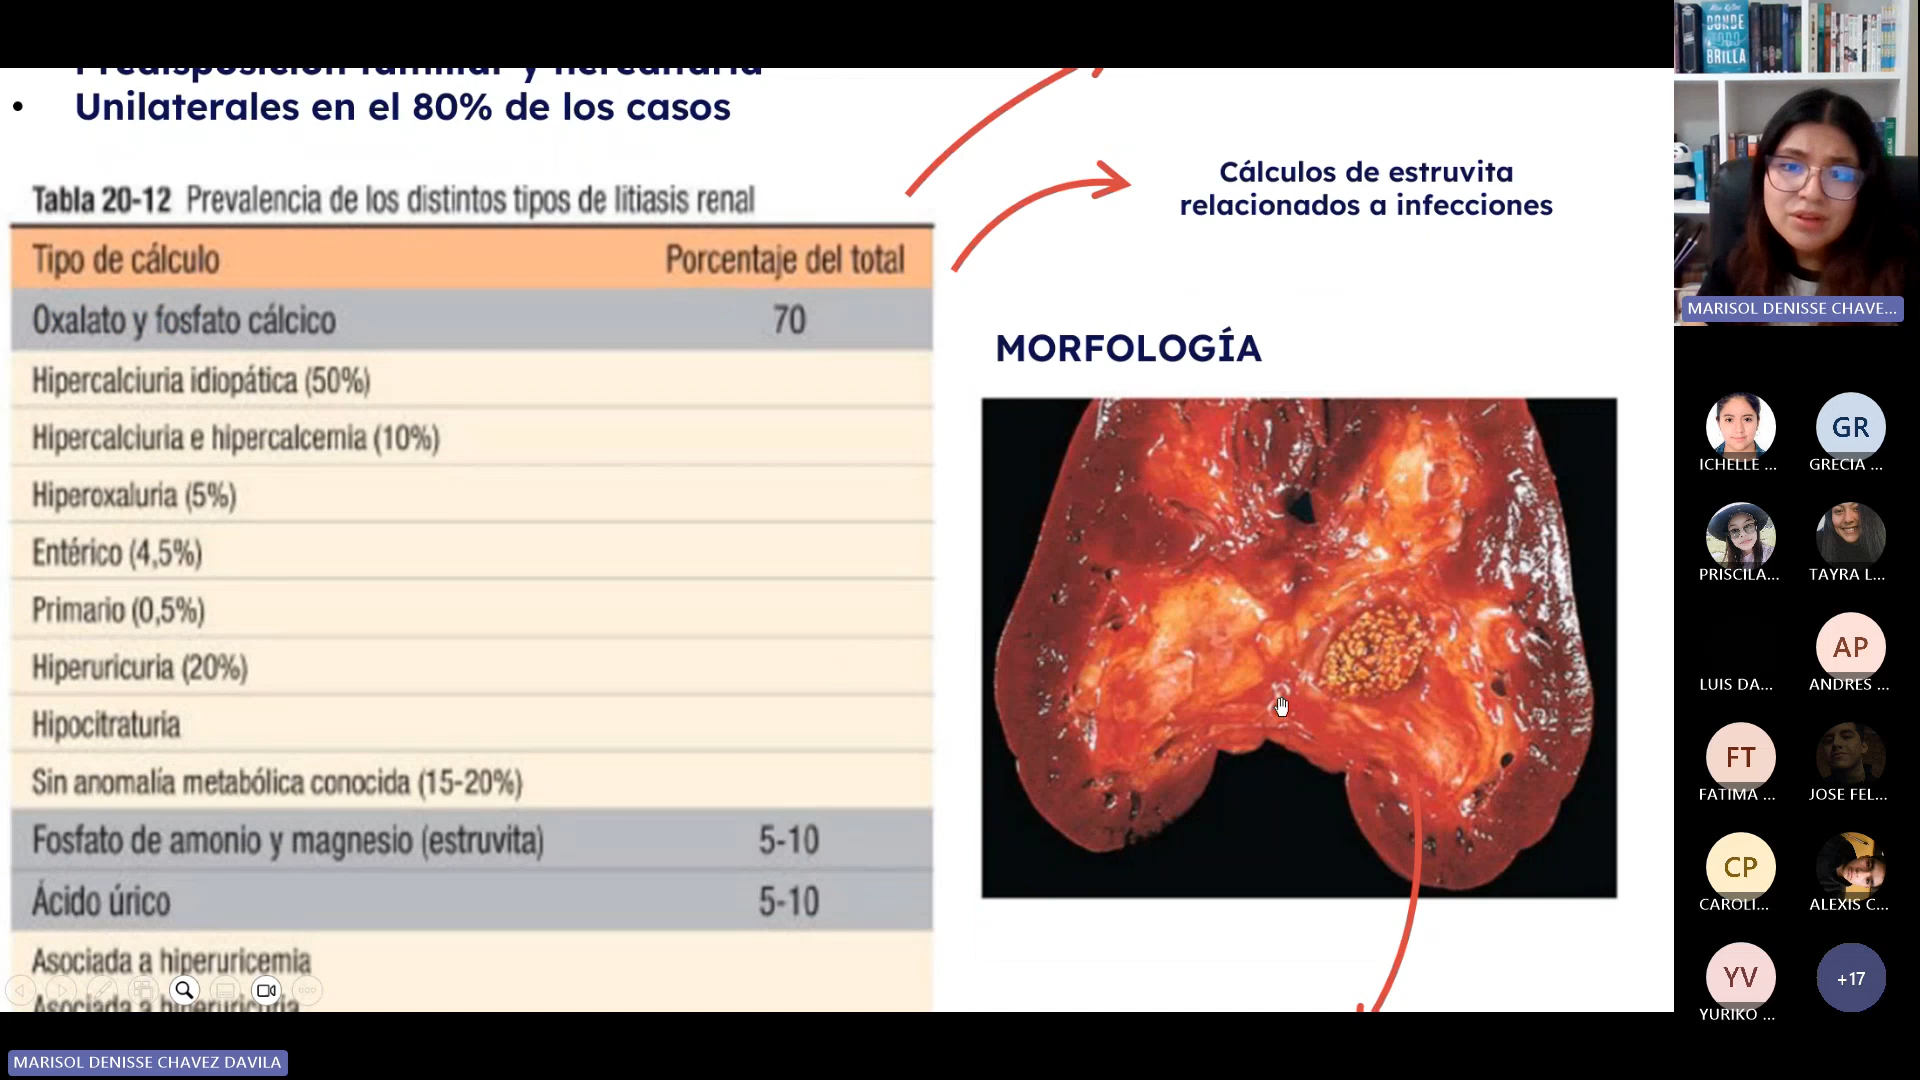 Predisposición familiar y hereditaria
• Unilaterales en el 80% de los casos
Tabla 20-12 Prevalencia de los distintos tipos de litiasis renal
Tipo de cálculo Porcentaje del total
Oxalato y fosfato cálcico 70
Hipercalciuria idiopática (50%)
Hipercalciuria e hipercalcemia (10%)
Hiperoxaluria (5%)
Entérico (4,5%)
Primario (0,5%)
Hiperuricuria (20%)
Hipocitraturia
Sin anomalía metabólica conocida (15-20%)
Fosfato de amonio y magnesio (estruvita) 5-10
Ácido úrico 5-10
Asociada a hiperuricemia
Asociada a hiperuricuria
Cálculos de estruvita
relacionados a infecciones
MORFOLOGÍA
DONDE
TODO
BRILLA
MARISOL DENISSE CHAVE...
ICHELLE ...
GR
GRECIA ...
PRISCILA...
TAYRA L...
LUIS DA...
AP
ANDRES ...
FT
FATIMA ...
JOSE FEL...
CP
CAROLI...
ALEXIS C...
YV
YURIKO ...
+17
MARISOL DENISSE CHAVEZ DAVILA